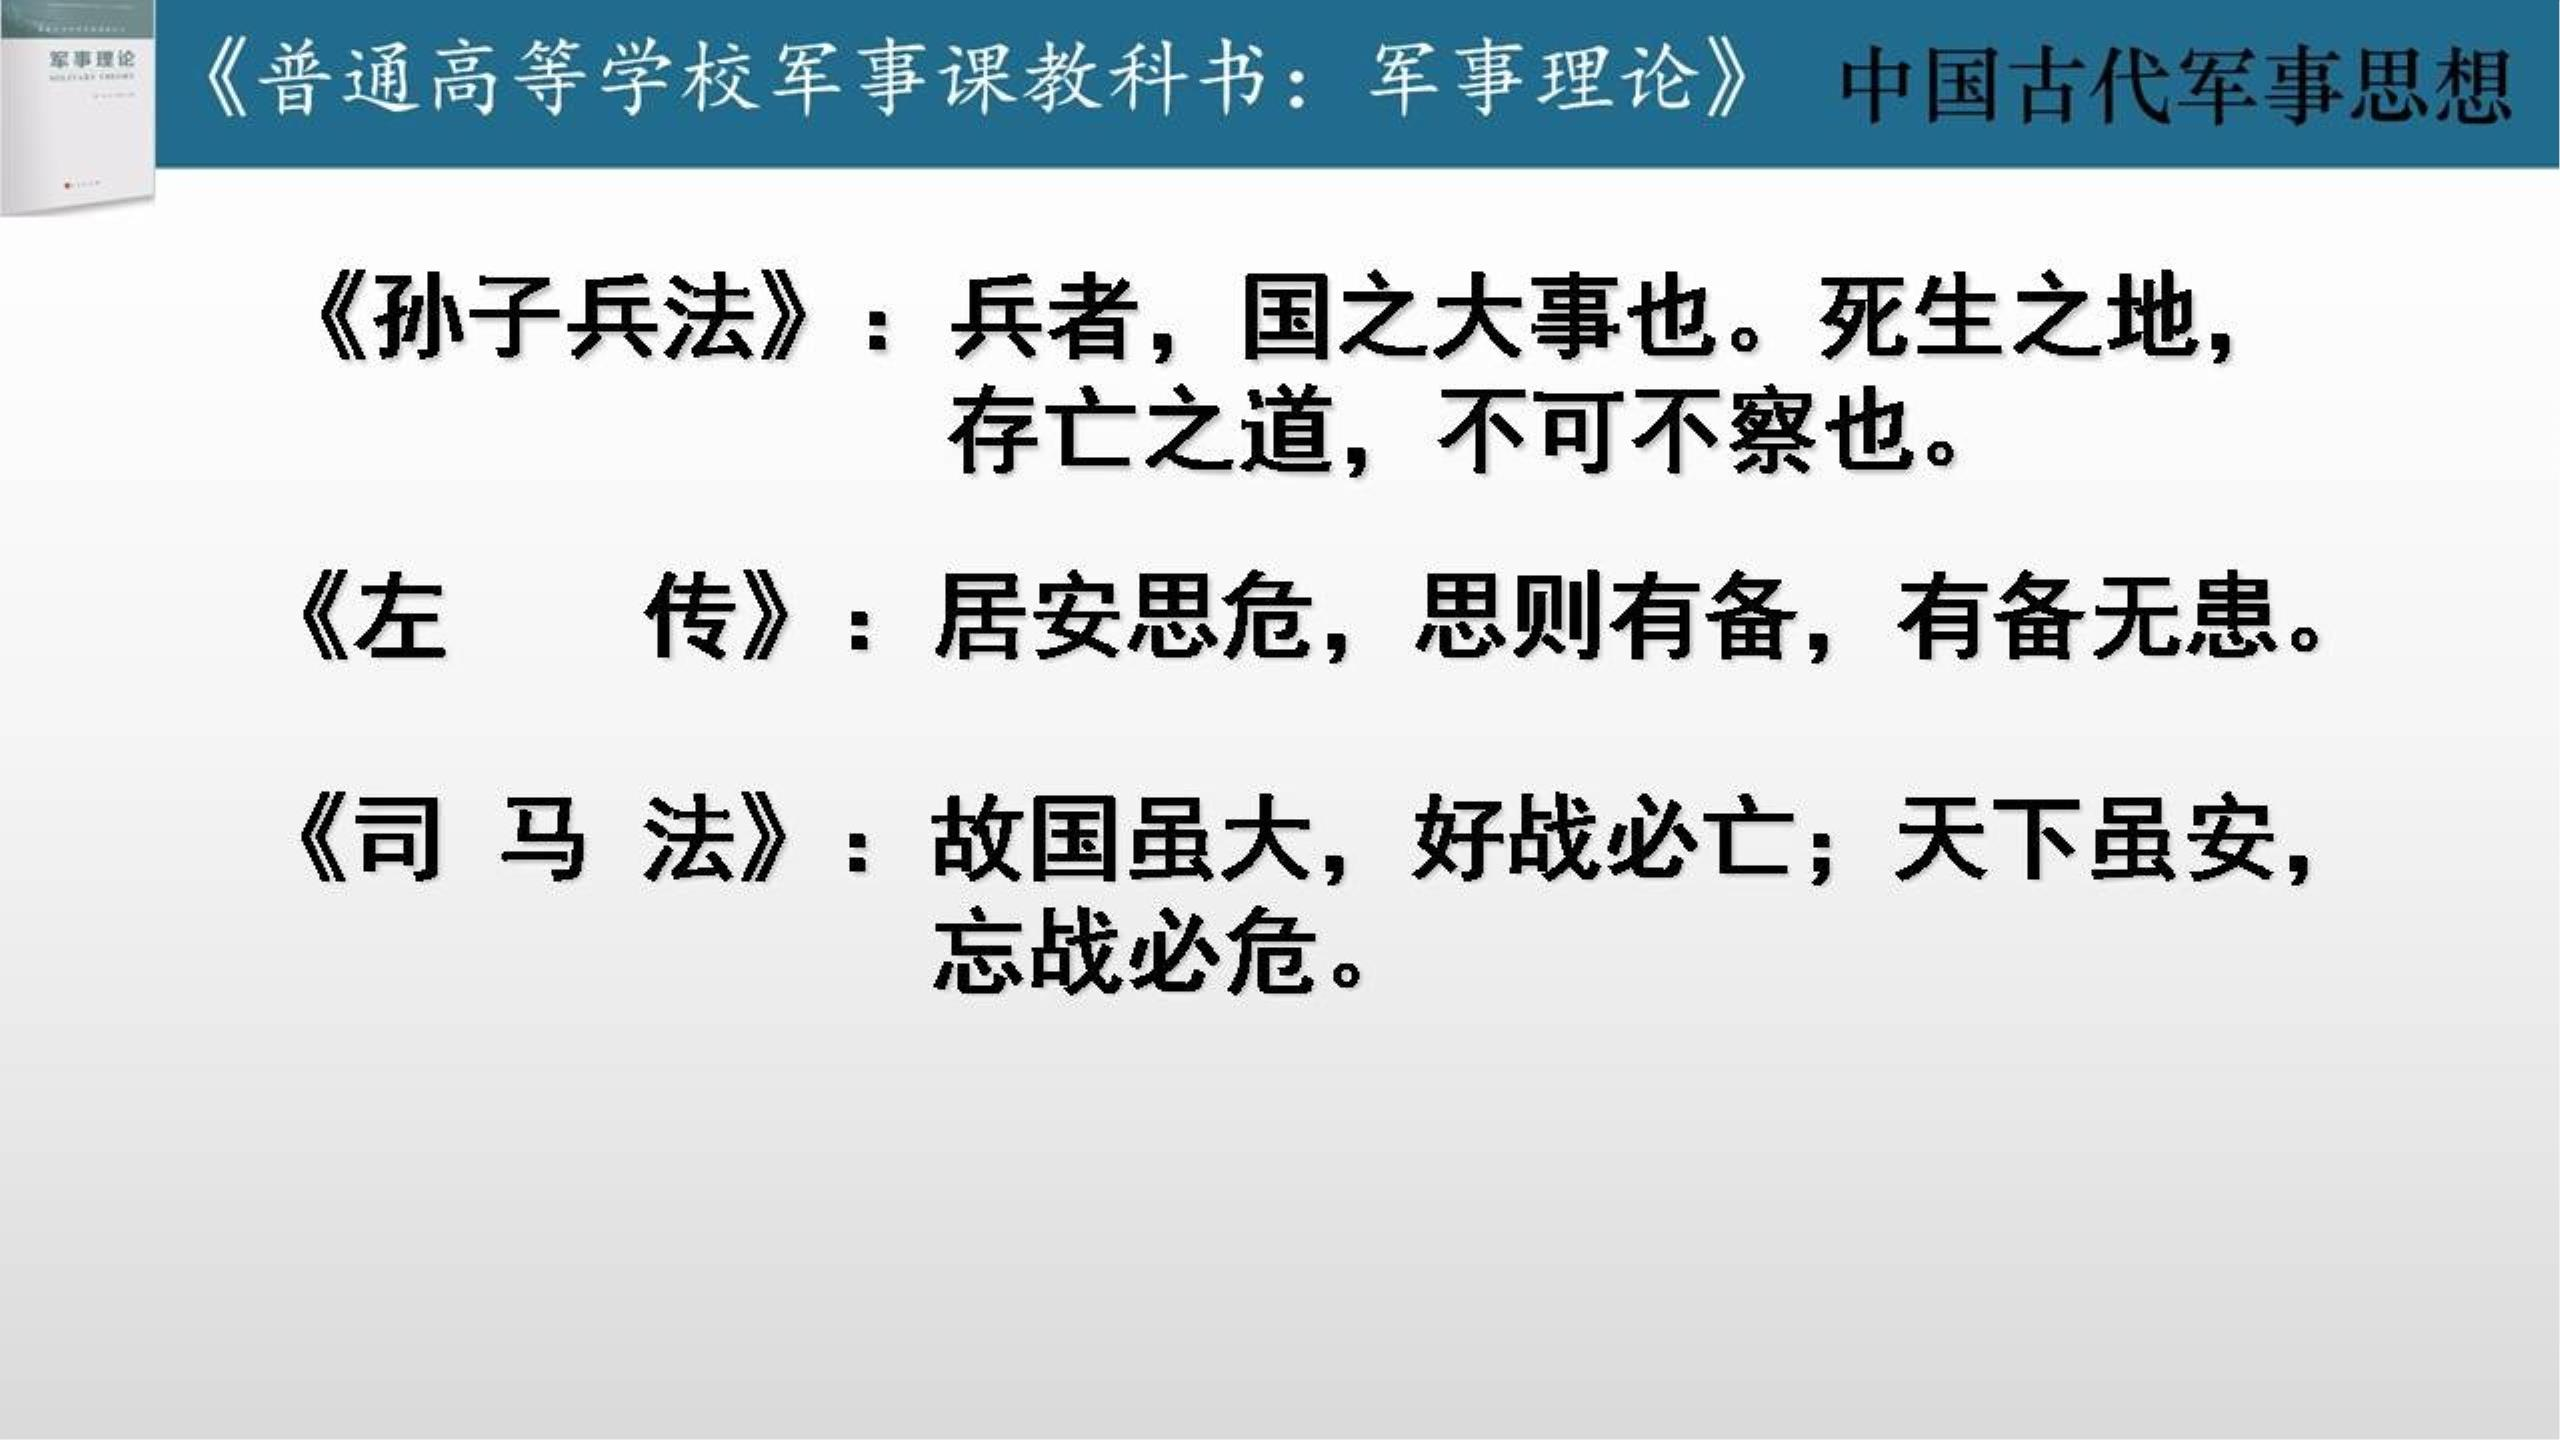 军事理论
MILITARY THEORY
《普通高等学校军事课教科书：军事理论》 中国古代军事思想
《孙子兵法》：兵者，国之大事也。死生之地，
存亡之道，不可不察也。
《左 传》：居安思危，思则有备，有备无患。
《司 马 法》：故国虽大，好战必亡；天下虽安，
忘战必危。